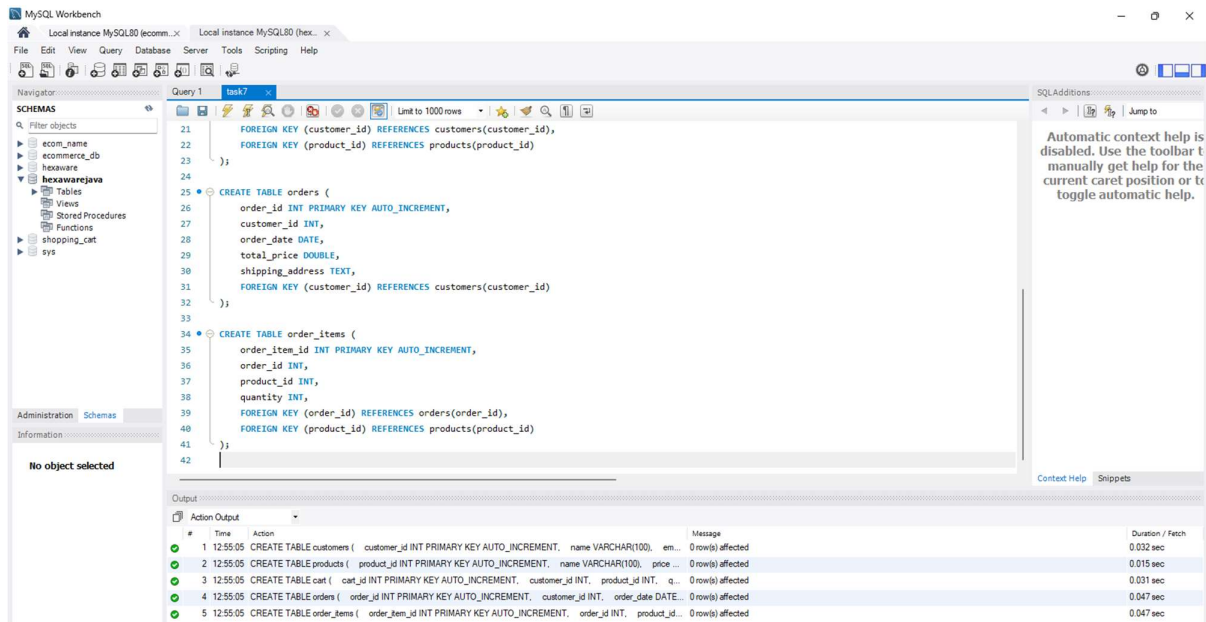 MySQL Workbench
Local instance MySQL80 (ecomm...× Local instance MySQL80 (hex... ×
File Edit View Query Database Server Tools Scripting Help
Navigator
SCHEMAS
Filter objects
ecom_name
ecommerce_db
hexaware
hexawarejava
Tables
Views
Stored Procedures
Functions
shopping_cart
sys
Administration Schemas
Information
No object selected
Query 1 task7 ×
Limit to 1000 rows
21 FOREIGN KEY (customer_id) REFERENCES customers(customer_id),
22 FOREIGN KEY (product_id) REFERENCES products(product_id)
23 );
24
25 CREATE TABLE orders (
26 order_id INT PRIMARY KEY AUTO_INCREMENT,
27 customer_id INT,
28 order_date DATE,
29 total_price DOUBLE,
30 shipping_address TEXT,
31 FOREIGN KEY (customer_id) REFERENCES customers(customer_id)
32 );
33
34 CREATE TABLE order_items (
35 order_item_id INT PRIMARY KEY AUTO_INCREMENT,
36 order_id INT,
37 product_id INT,
38 quantity INT,
39 FOREIGN KEY (order_id) REFERENCES orders(order_id),
40 FOREIGN KEY (product_id) REFERENCES products(product_id)
41 );
42
SQLAdditions
Jump to
Automatic context help is
disabled. Use the toolbar t
manually get help for the
current caret position or to
toggle automatic help.
Context Help Snippets
Output
Action Output
# Time Action Message Duration / Fetch
1 12:55:05 CREATE TABLE customers ( customer_id INT PRIMARY KEY AUTO_INCREMENT, name VARCHAR(100), em... 0 row(s) affected 0.032 sec
2 12:55:05 CREATE TABLE products ( product_id INT PRIMARY KEY AUTO_INCREMENT, name VARCHAR(100), price ... 0 row(s) affected 0.015 sec
3 12:55:05 CREATE TABLE cart ( cart_id INT PRIMARY KEY AUTO_INCREMENT, customer_id INT, product_id INT, q... 0 row(s) affected 0.031 sec
4 12:55:05 CREATE TABLE orders ( order_id INT PRIMARY KEY AUTO_INCREMENT, customer_id INT, order_date DATE... 0 row(s) affected 0.047 sec
5 12:55:05 CREATE TABLE order_items ( order_item_id INT PRIMARY KEY AUTO_INCREMENT, order_id INT, product_id... 0 row(s) affected 0.047 sec